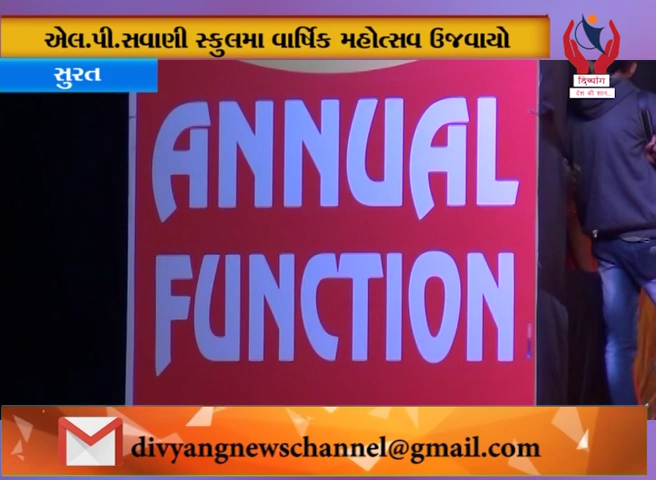 એલ.પી.સવાણી સ્કુલમા વાર્ષિક મહોત્સવ ઉજવાયો
સુરત
दिव्यांग
देश की शान..
ANNUAL
FUNCTION
divyangnewschannel@gmail.com